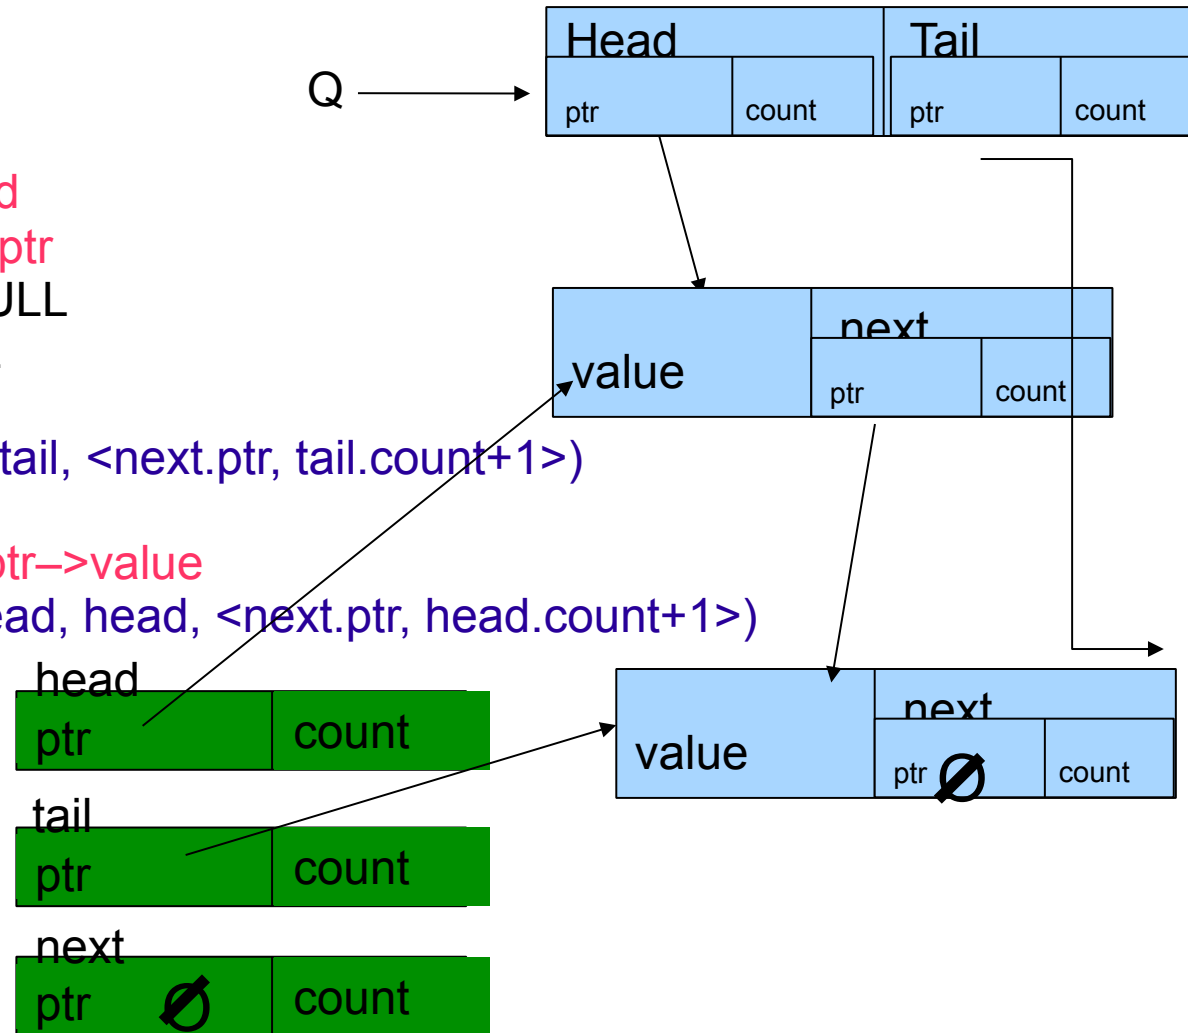 Head Tail
Q
ptr count ptr count
d
ptr
ULL
next
value
ptr count
tail, <next.ptr, tail.count+1>)
ptr–>value
ead, head, <next.ptr, head.count+1>)
head
ptr count
next
value
ptr Ø count
tail
ptr count
next
ptr Ø count